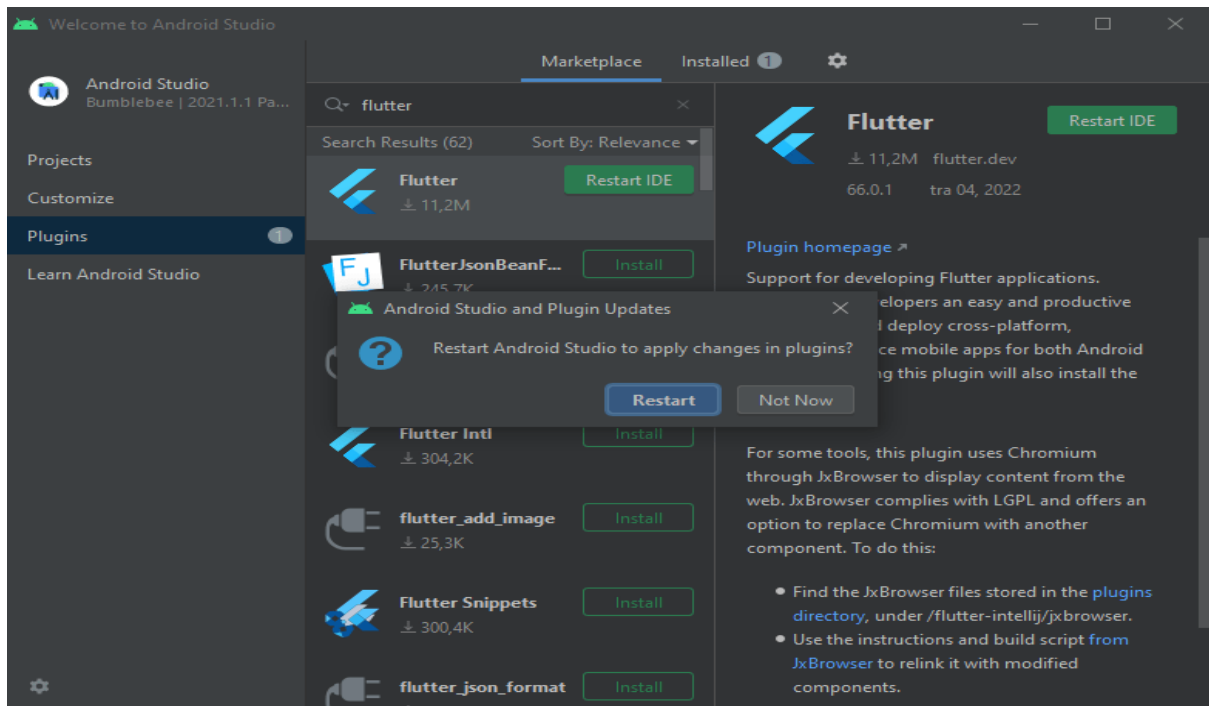 Welcome to Android Studio
Android Studio
Bumblebee | 2021.1.1 Pa...
Projects
Customize
Plugins 1
Learn Android Studio
Marketplace Installed 1
flutter
Search Results (62) Sort By: Relevance
Flutter Restart IDE
11,2M
FlutterJsonBeanF... Install
245,7K
Flutter Intl Install
304,2K
flutter_add_image Install
25,3K
Flutter Snippets Install
300,4K
flutter_json_format Install
Android Studio and Plugin Updates
Restart Android Studio to apply changes in plugins?
Restart Not Now
Flutter Restart IDE
11,2M flutter.dev
66.0.1 tra 04, 2022
Plugin homepage ↗
Support for developing Flutter applications.
elopers an easy and productive
deploy cross-platform,
ce mobile apps for both Android
ng this plugin will also install the
For some tools, this plugin uses Chromium
through JxBrowser to display content from the
web. JxBrowser complies with LGPL and offers an
option to replace Chromium with another
component. To do this:
● Find the JxBrowser files stored in the plugins
directory, under /flutter-intellij/jxbrowser.
● Use the instructions and build script from
JxBrowser to relink it with modified
components.